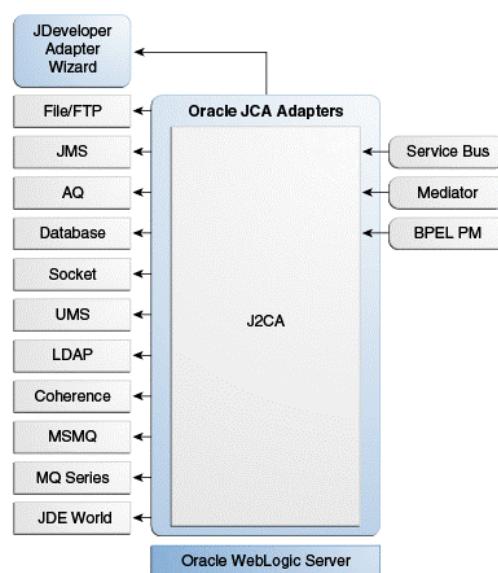 JDeveloper
Adapter
Wizard
Oracle JCA Adapters
File/FTP
JMS
AQ
Database
Socket
UMS
LDAP
Coherence
MSMQ
MQ Series
JDE World
J2CA
Service Bus
Mediator
BPEL PM
Oracle WebLogic Server